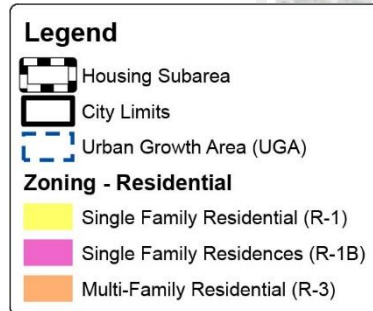 Legend
Housing Subarea
City Limits
Urban Growth Area (UGA)
Zoning - Residential
Single Family Residential (R-1)
Single Family Residences (R-1B)
Multi-Family Residential (R-3)